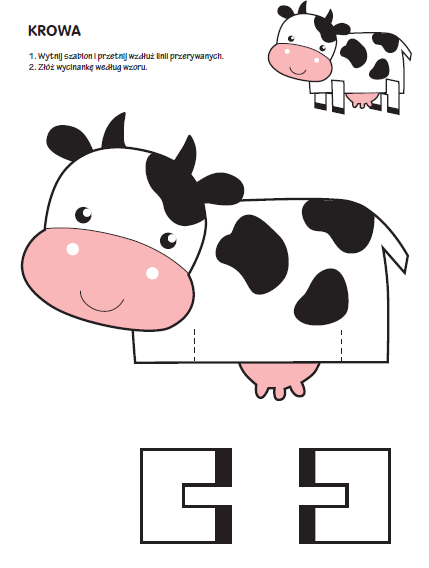 KROWA
1. Wytnij szablon i przetnij wzdłuż linii przerywanych.
2. Złóż wycinankę według wzoru.